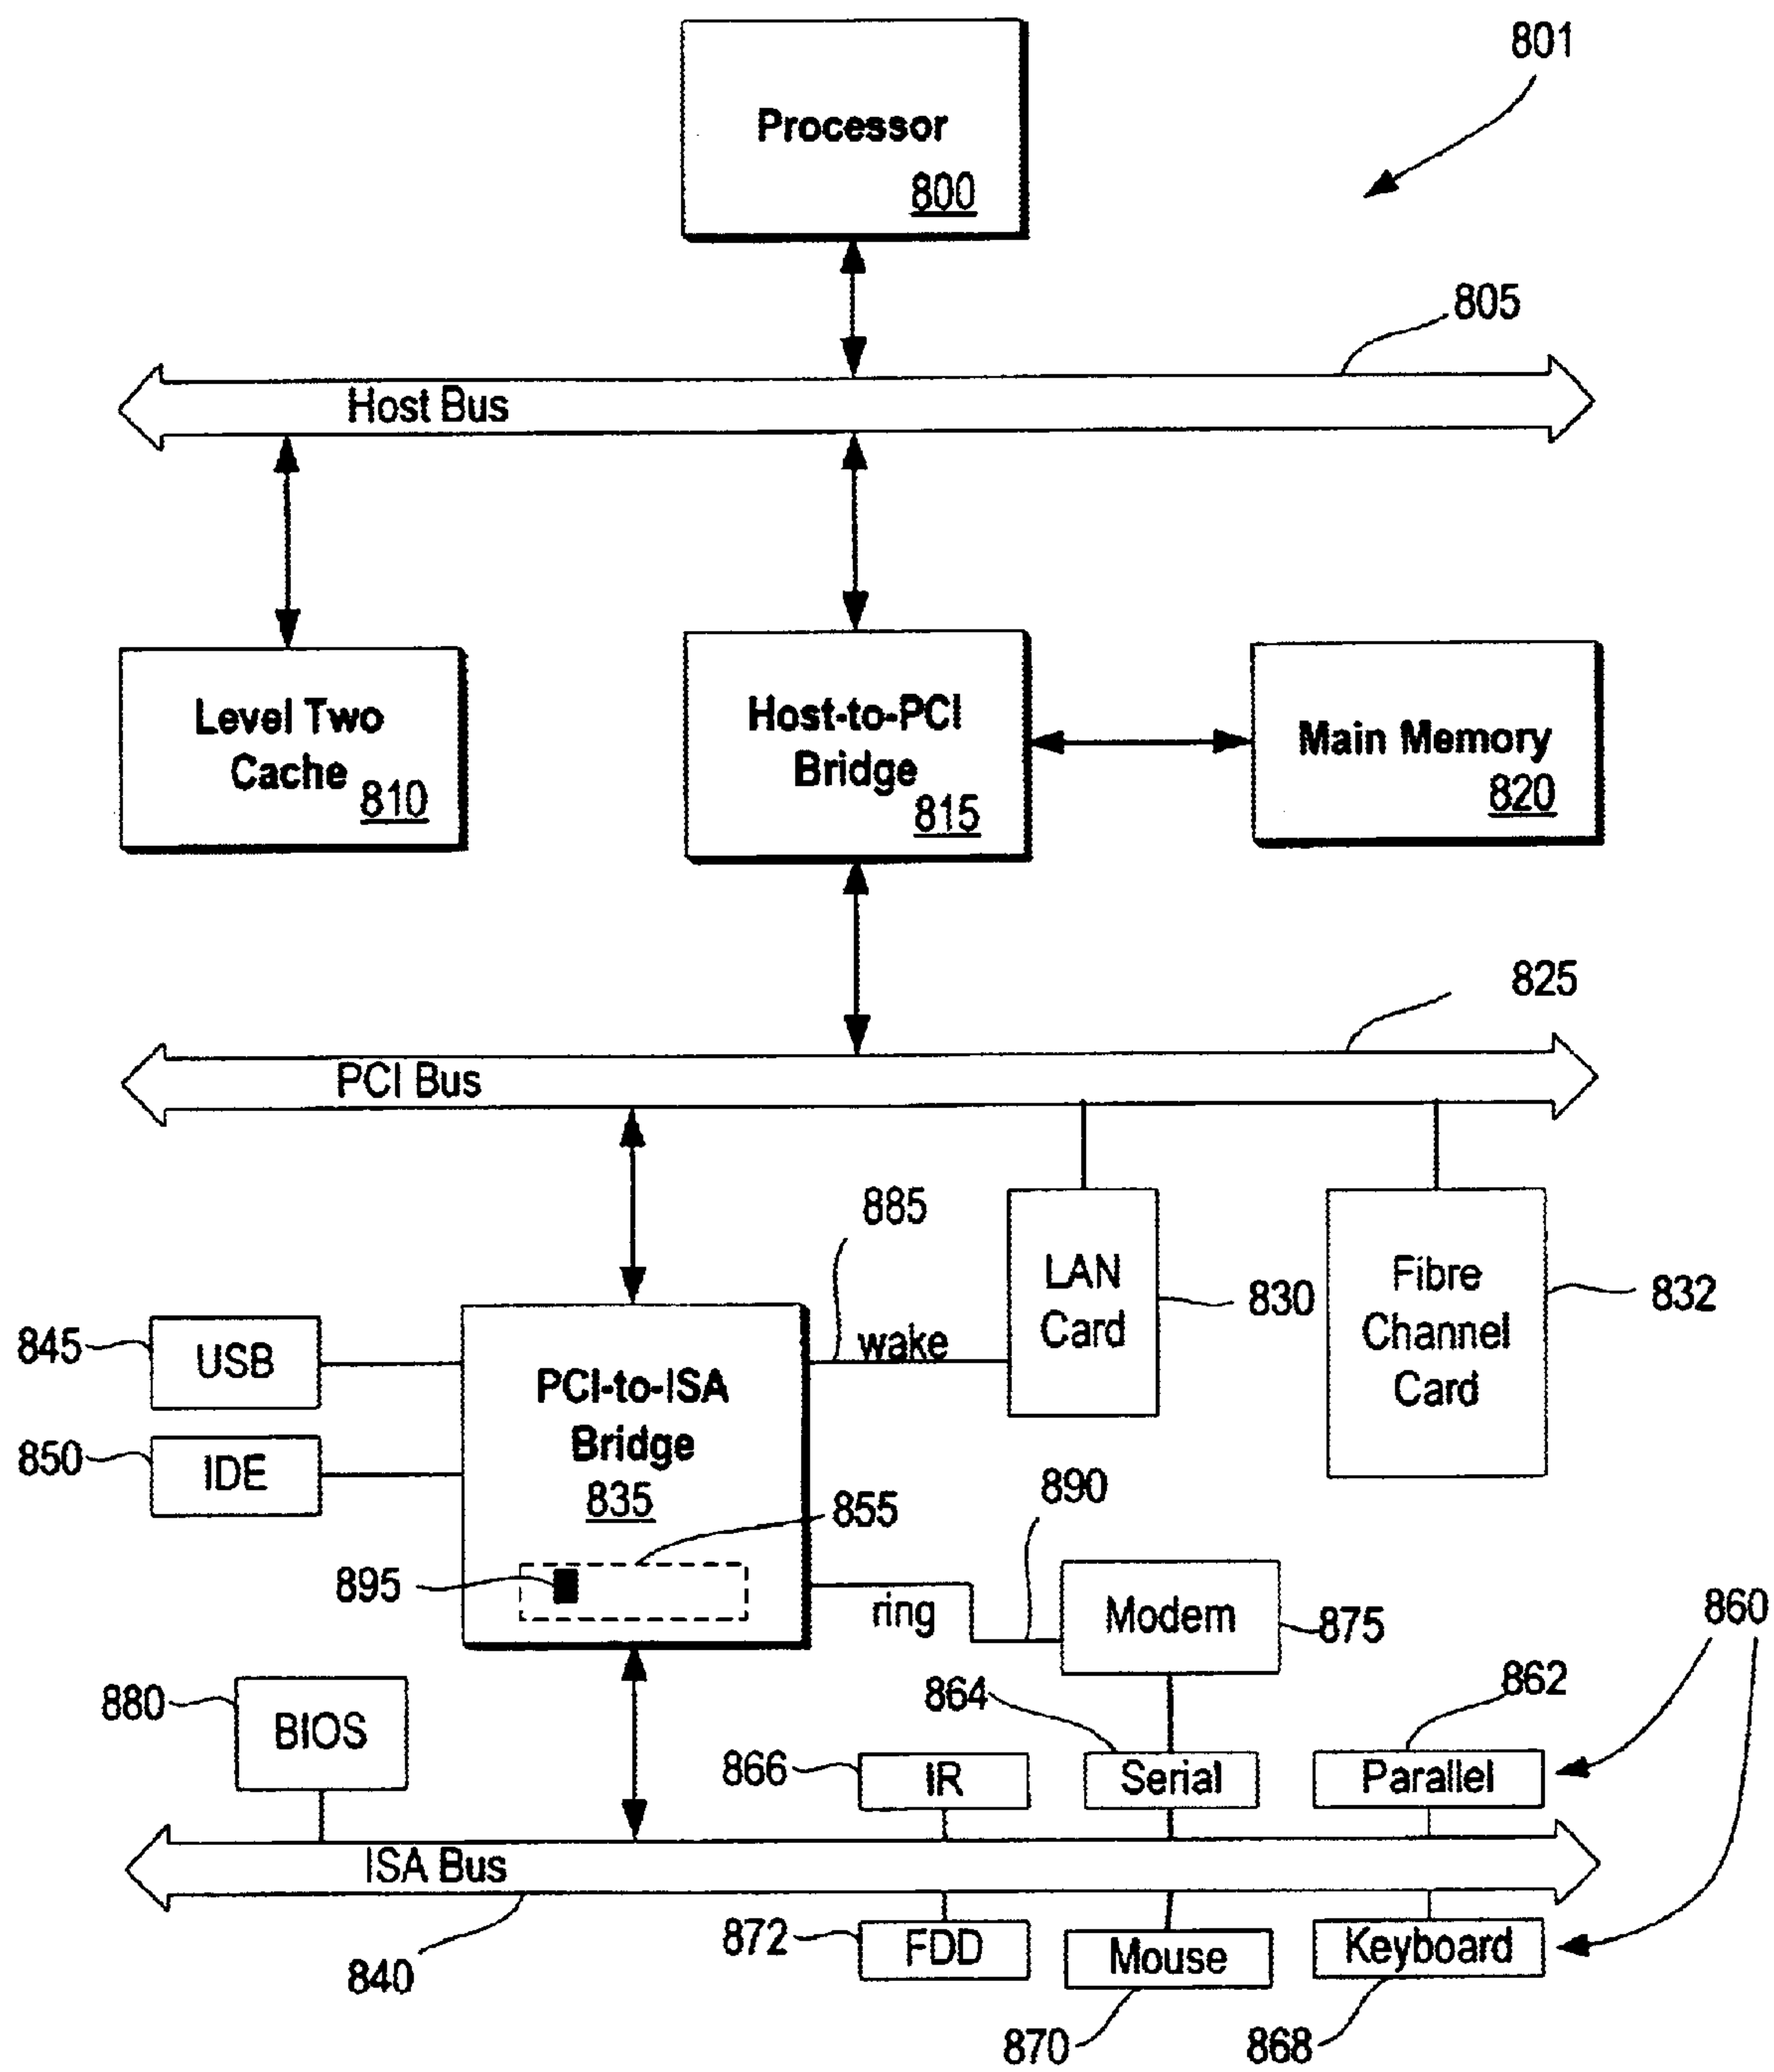 801
Processor
800
805
Host Bus
Level Two
Cache
810
Host-to-PCI
Bridge
815
Main Memory
820
825
PCI Bus
885
LAN
Card
830
Fibre
Channel
Card
832
845
USB
wake
PCI-to-ISA
Bridge
835
850
IDE
855
890
895
ring
Modem
875
860
880
BIOS
864
862
866
IR
Serial
Parallel
ISA Bus
840
872
FDD
Mouse
Keyboard
870
868